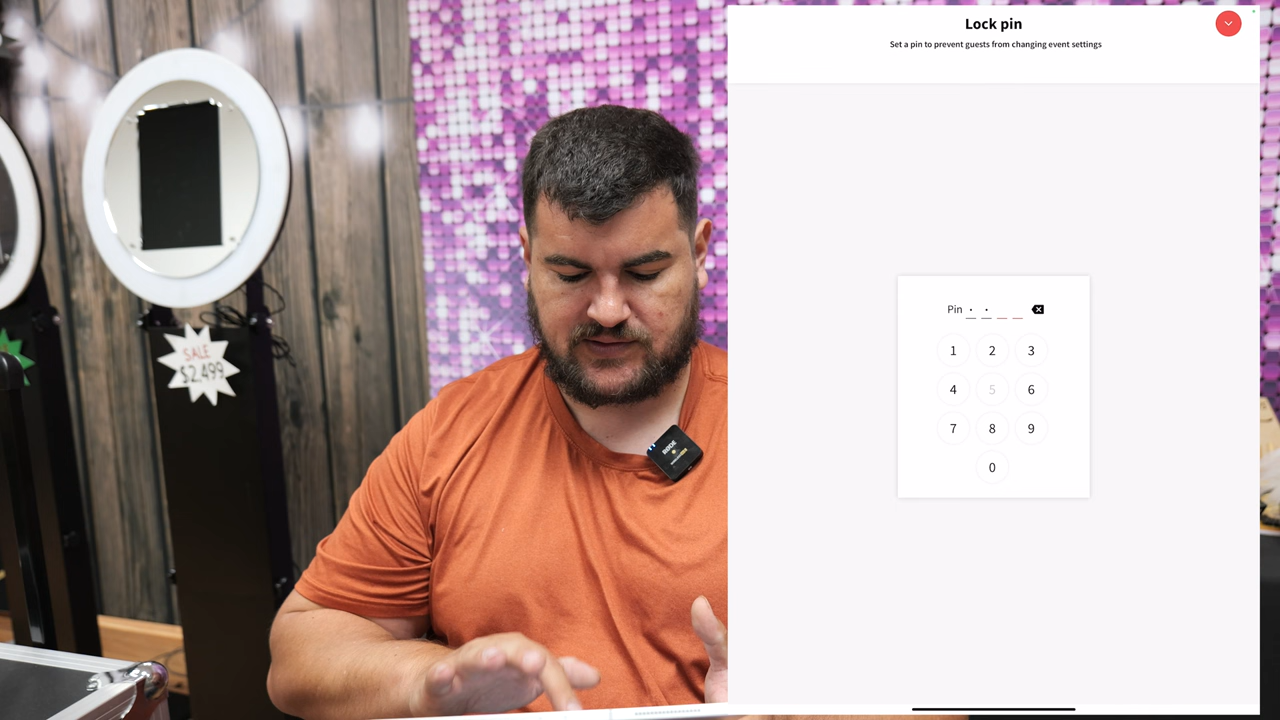 Lock pin
Set a pin to prevent guests from changing event settings
SALE
$2,499
Pin
1 2 3
4 5 6
7 8 9
0
RØDE